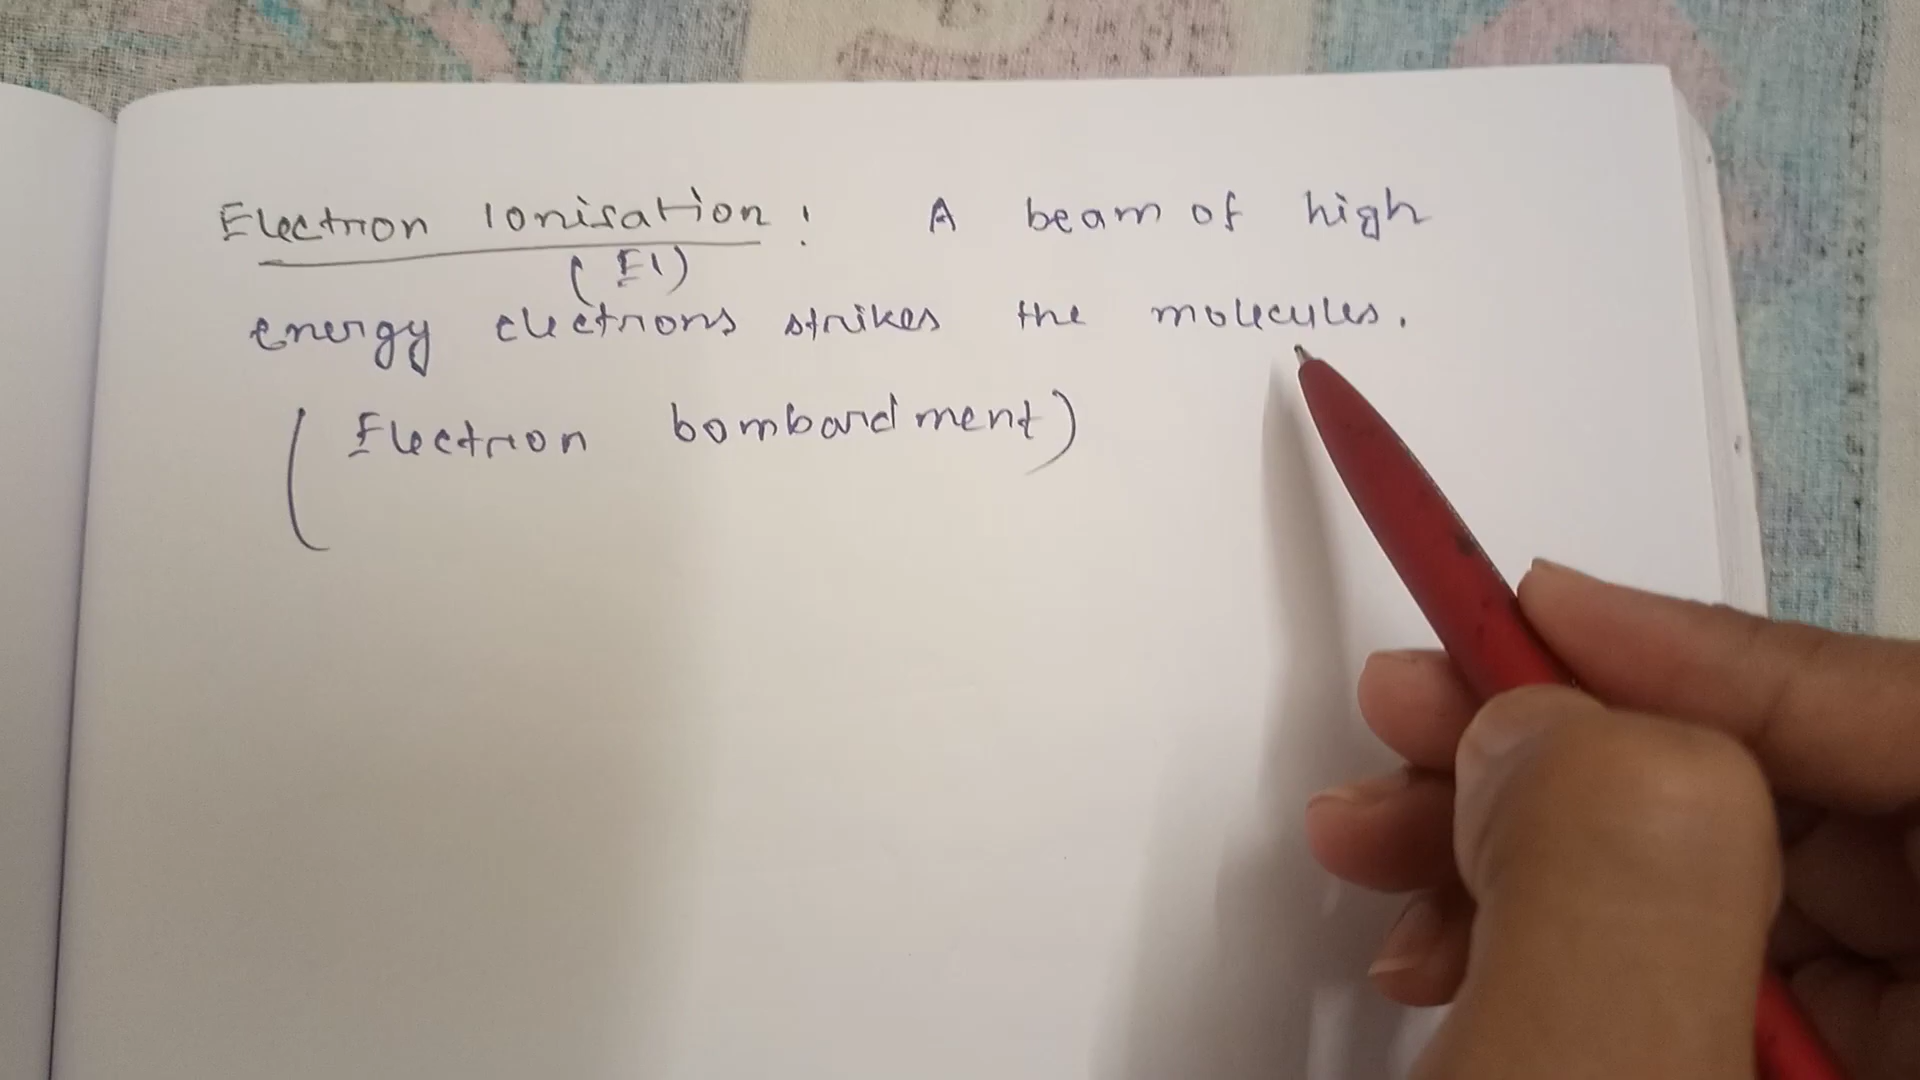 Electron Ionisation : A beam of high
(EI)
energy electrons strikes the molecules.
(Electron bombardment)